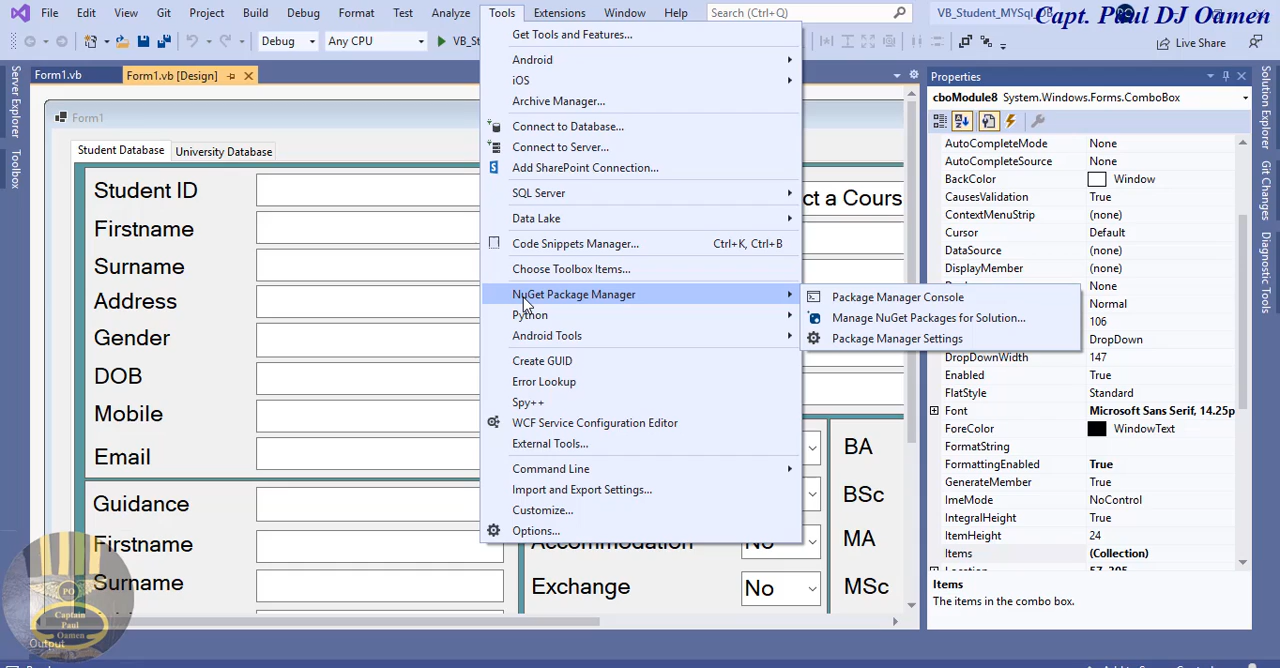 File Edit View Git Project Build Debug Format Test Analyze Tools Extensions Window Help Search (Ctrl+Q) VB_Student_MYSql_DB
Capt. Paul DJ Oamen
Debug Any CPU VB_St Live Share
Form1.vb Form1.vb [Design]
Server Explorer
Toolbox
Form1
Student Database University Database
Student ID
Firstname
Surname
Address
Gender
DOB
Mobile
Email
Guidance
Firstname
Surname
ct a Cours
BA
BSc
Accommodation No MA
Exchange No MSc
Get Tools and Features...
Android
iOS
Archive Manager...
Connect to Database...
Connect to Server...
Add SharePoint Connection...
SQL Server
Data Lake
Code Snippets Manager... Ctrl+K, Ctrl+B
Choose Toolbox Items...
NuGet Package Manager
Python
Android Tools
Create GUID
Error Lookup
Spy++
WCF Service Configuration Editor
External Tools...
Command Line
Import and Export Settings...
Customize...
Options...
Package Manager Console
Manage NuGet Packages for Solution...
Package Manager Settings
Properties
cboModule8 System.Windows.Forms.ComboBox
AutoCompleteMode None
AutoCompleteSource None
BackColor Window
CausesValidation True
ContextMenuStrip (none)
Cursor Default
DataSource (none)
DisplayMember (none)
None
Normal
106
DropDown
DropDownWidth 147
Enabled True
FlatStyle Standard
Font Microsoft Sans Serif, 14.25p
ForeColor WindowText
FormatString
FormattingEnabled True
GenerateMember True
ImeMode NoControl
IntegralHeight True
ItemHeight 24
Items (Collection)
Location 57, 205
Items
The items in the combo box.
Solution Explorer
Git Changes
Diagnostic Tools
PO
Captain
Paul
Oamen
Output